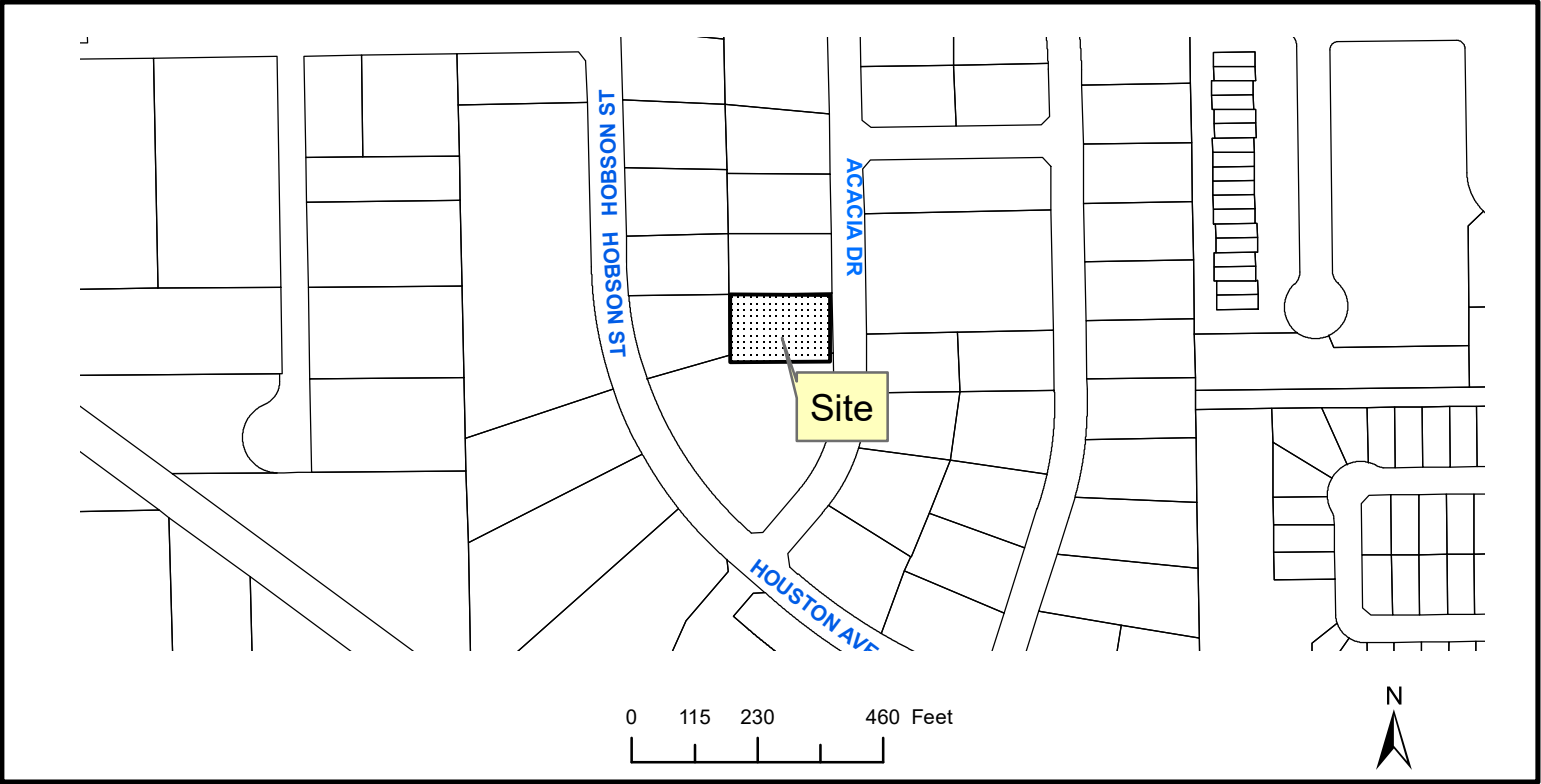 HOBSON ST
HOBSON ST
ACACIA DR
Site
HOUSTON AVE
0 115 230 460 Feet
N